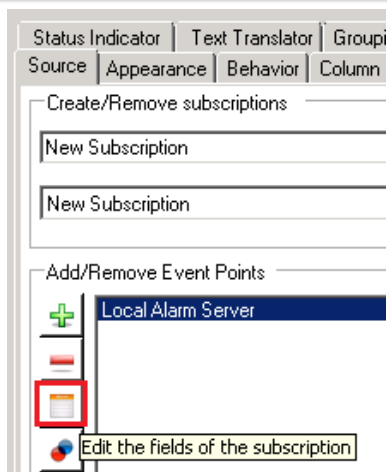 Status Indicator Text Translator Groupi
Source Appearance Behavior Column
Create/Remove subscriptions
New Subscription
New Subscription
Add/Remove Event Points
Local Alarm Server
Edit the fields of the subscription